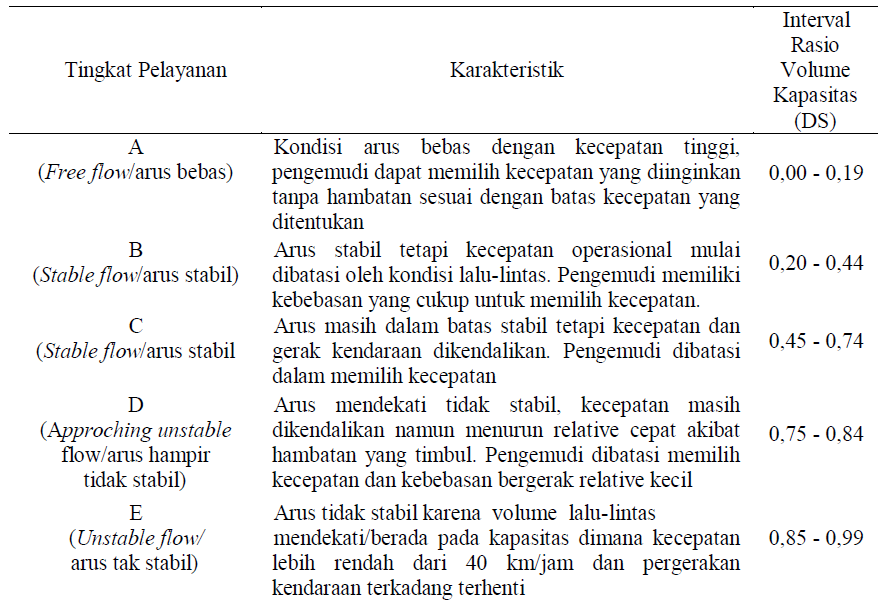 Tingkat Pelayanan
Karakteristik
Interval
Rasio
Volume
Kapasitas
(DS)
A
(Free flow/arus bebas)
Kondisi arus bebas dengan kecepatan tinggi,
pengemudi dapat memilih kecepatan yang diinginkan
tanpa hambatan sesuai dengan batas kecepatan yang
ditentukan
0,00 - 0,19
B
(Stable flow/arus stabil)
Arus stabil tetapi kecepatan operasional mulai
dibatasi oleh kondisi lalu-lintas. Pengemudi memiliki
kebebasan yang cukup untuk memilih kecepatan.
0,20 - 0,44
C
(Stable flow/arus stabil
Arus masih dalam batas stabil tetapi kecepatan dan
gerak kendaraan dikendalikan. Pengemudi dibatasi
dalam memilih kecepatan
0,45 - 0,74
D
(Approching unstable
flow/arus hampir
tidak stabil)
Arus mendekati tidak stabil, kecepatan masih
dikendalikan namun menurun relative cepat akibat
hambatan yang timbul. Pengemudi dibatasi memilih
kecepatan dan kebebasan bergerak relative kecil
0,75 - 0,84
E
(Unstable flow/
arus tak stabil)
Arus tidak stabil karena volume lalu-lintas
mendekati/berada pada kapasitas dimana kecepatan
lebih rendah dari 40 km/jam dan pergerakan
kendaraan terkadang terhenti
0,85 - 0,99